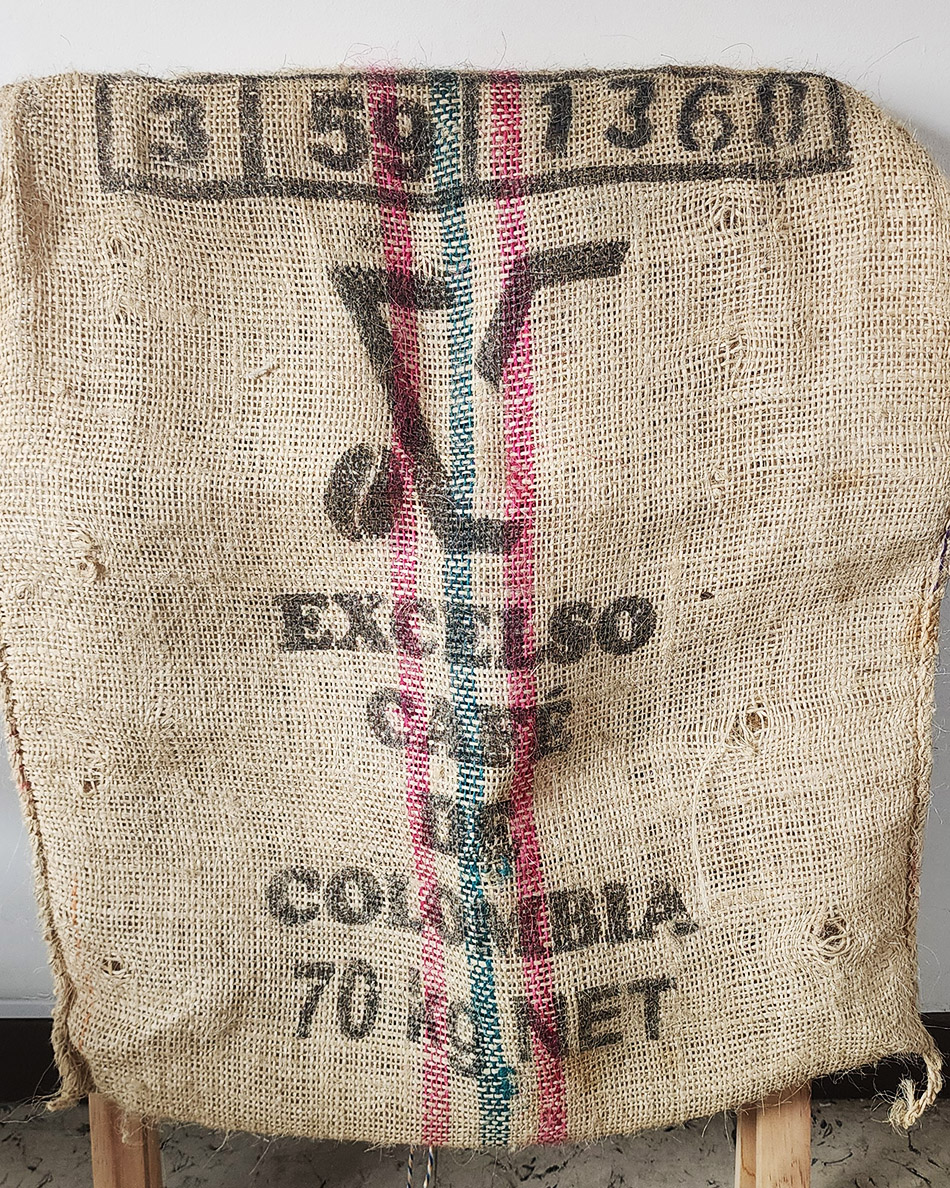 3 59 1360
EXCELSO
CAFÉ
DE
COLOMBIA
70 kg NET